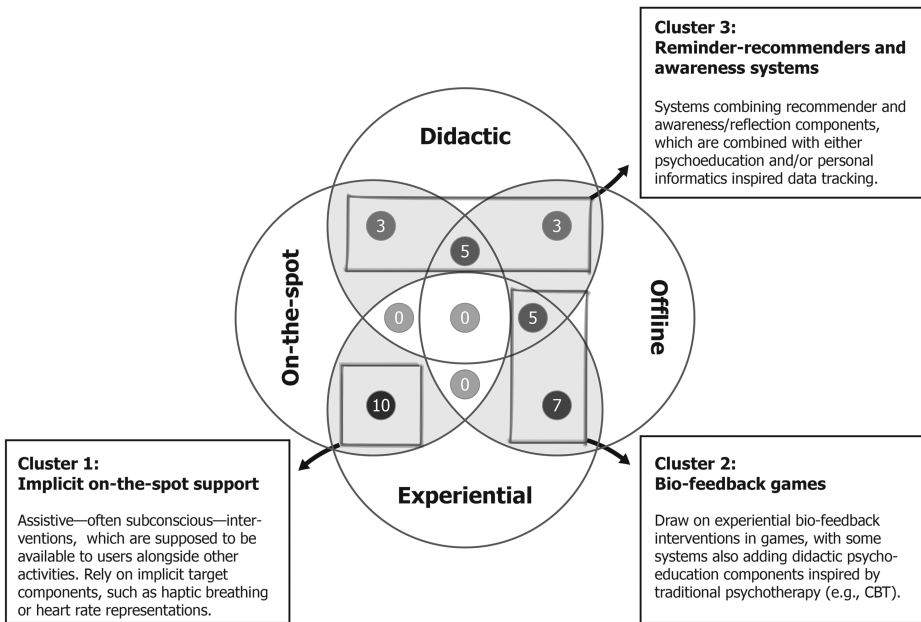 Cluster 3:
Reminder-recommenders and
awareness systems
Systems combining recommender and
awareness/reflection components,
which are combined with either
psychoeducation and/or personal
informatics inspired data tracking.
Didactic
3
3
5
On-the-spot
Offline
0
0
5
0
10
7
Experiential
Cluster 1:
Implicit on-the-spot support
Assistive—often subconscious—inter-
ventions, which are supposed to be
available to users alongside other
activities. Rely on implicit target
components, such as haptic breathing
or heart rate representations.
Cluster 2:
Bio-feedback games
Draw on experiential bio-feedback
interventions in games, with some
systems also adding didactic psycho-
education components inspired by
traditional psychotherapy (e.g., CBT).